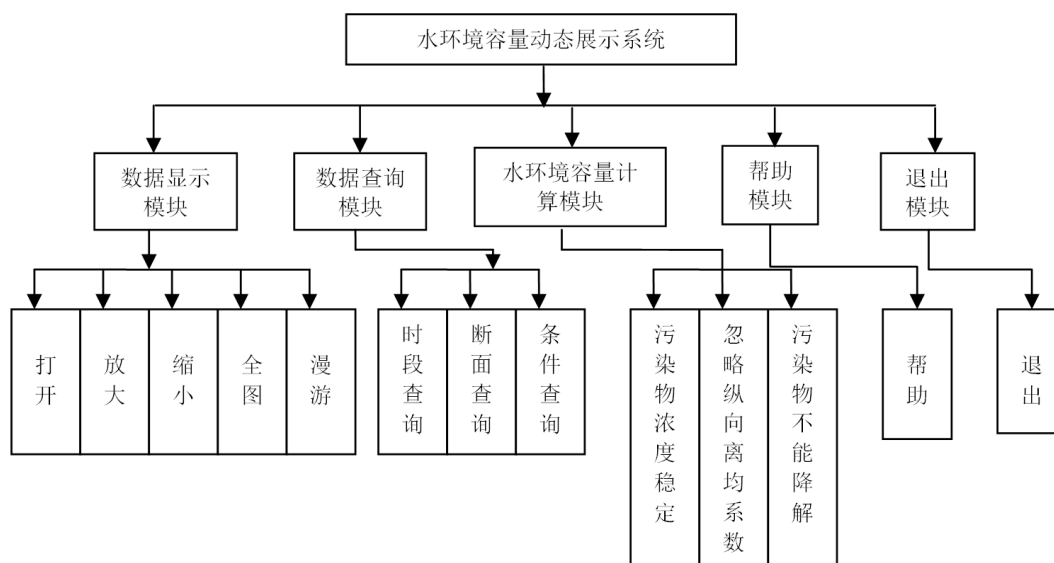 水环境容量动态展示系统
数据显示
模块
数据查询
模块
水环境容量计
算模块
帮助
模块
退出
模块
打开
放大
缩小
全图
漫游
时段查询
断面查询
条件查询
污染物浓度稳定
忽略纵向离均系数
污染物不能降解
帮助
退出